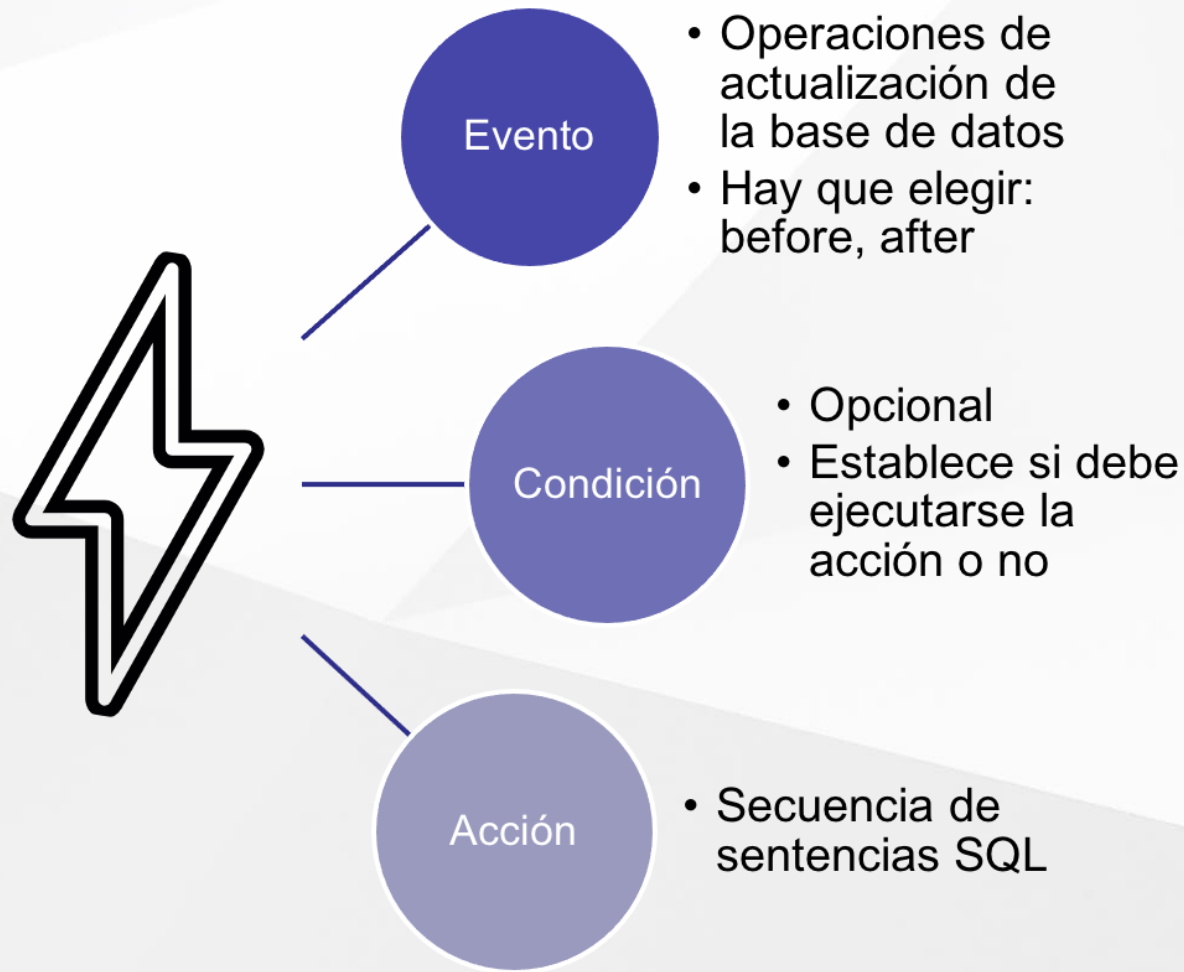 Evento
• Operaciones de
actualización de
la base de datos
• Hay que elegir:
before, after
Condición
• Opcional
• Establece si debe
ejecutarse la
acción o no
Acción
• Secuencia de
sentencias SQL